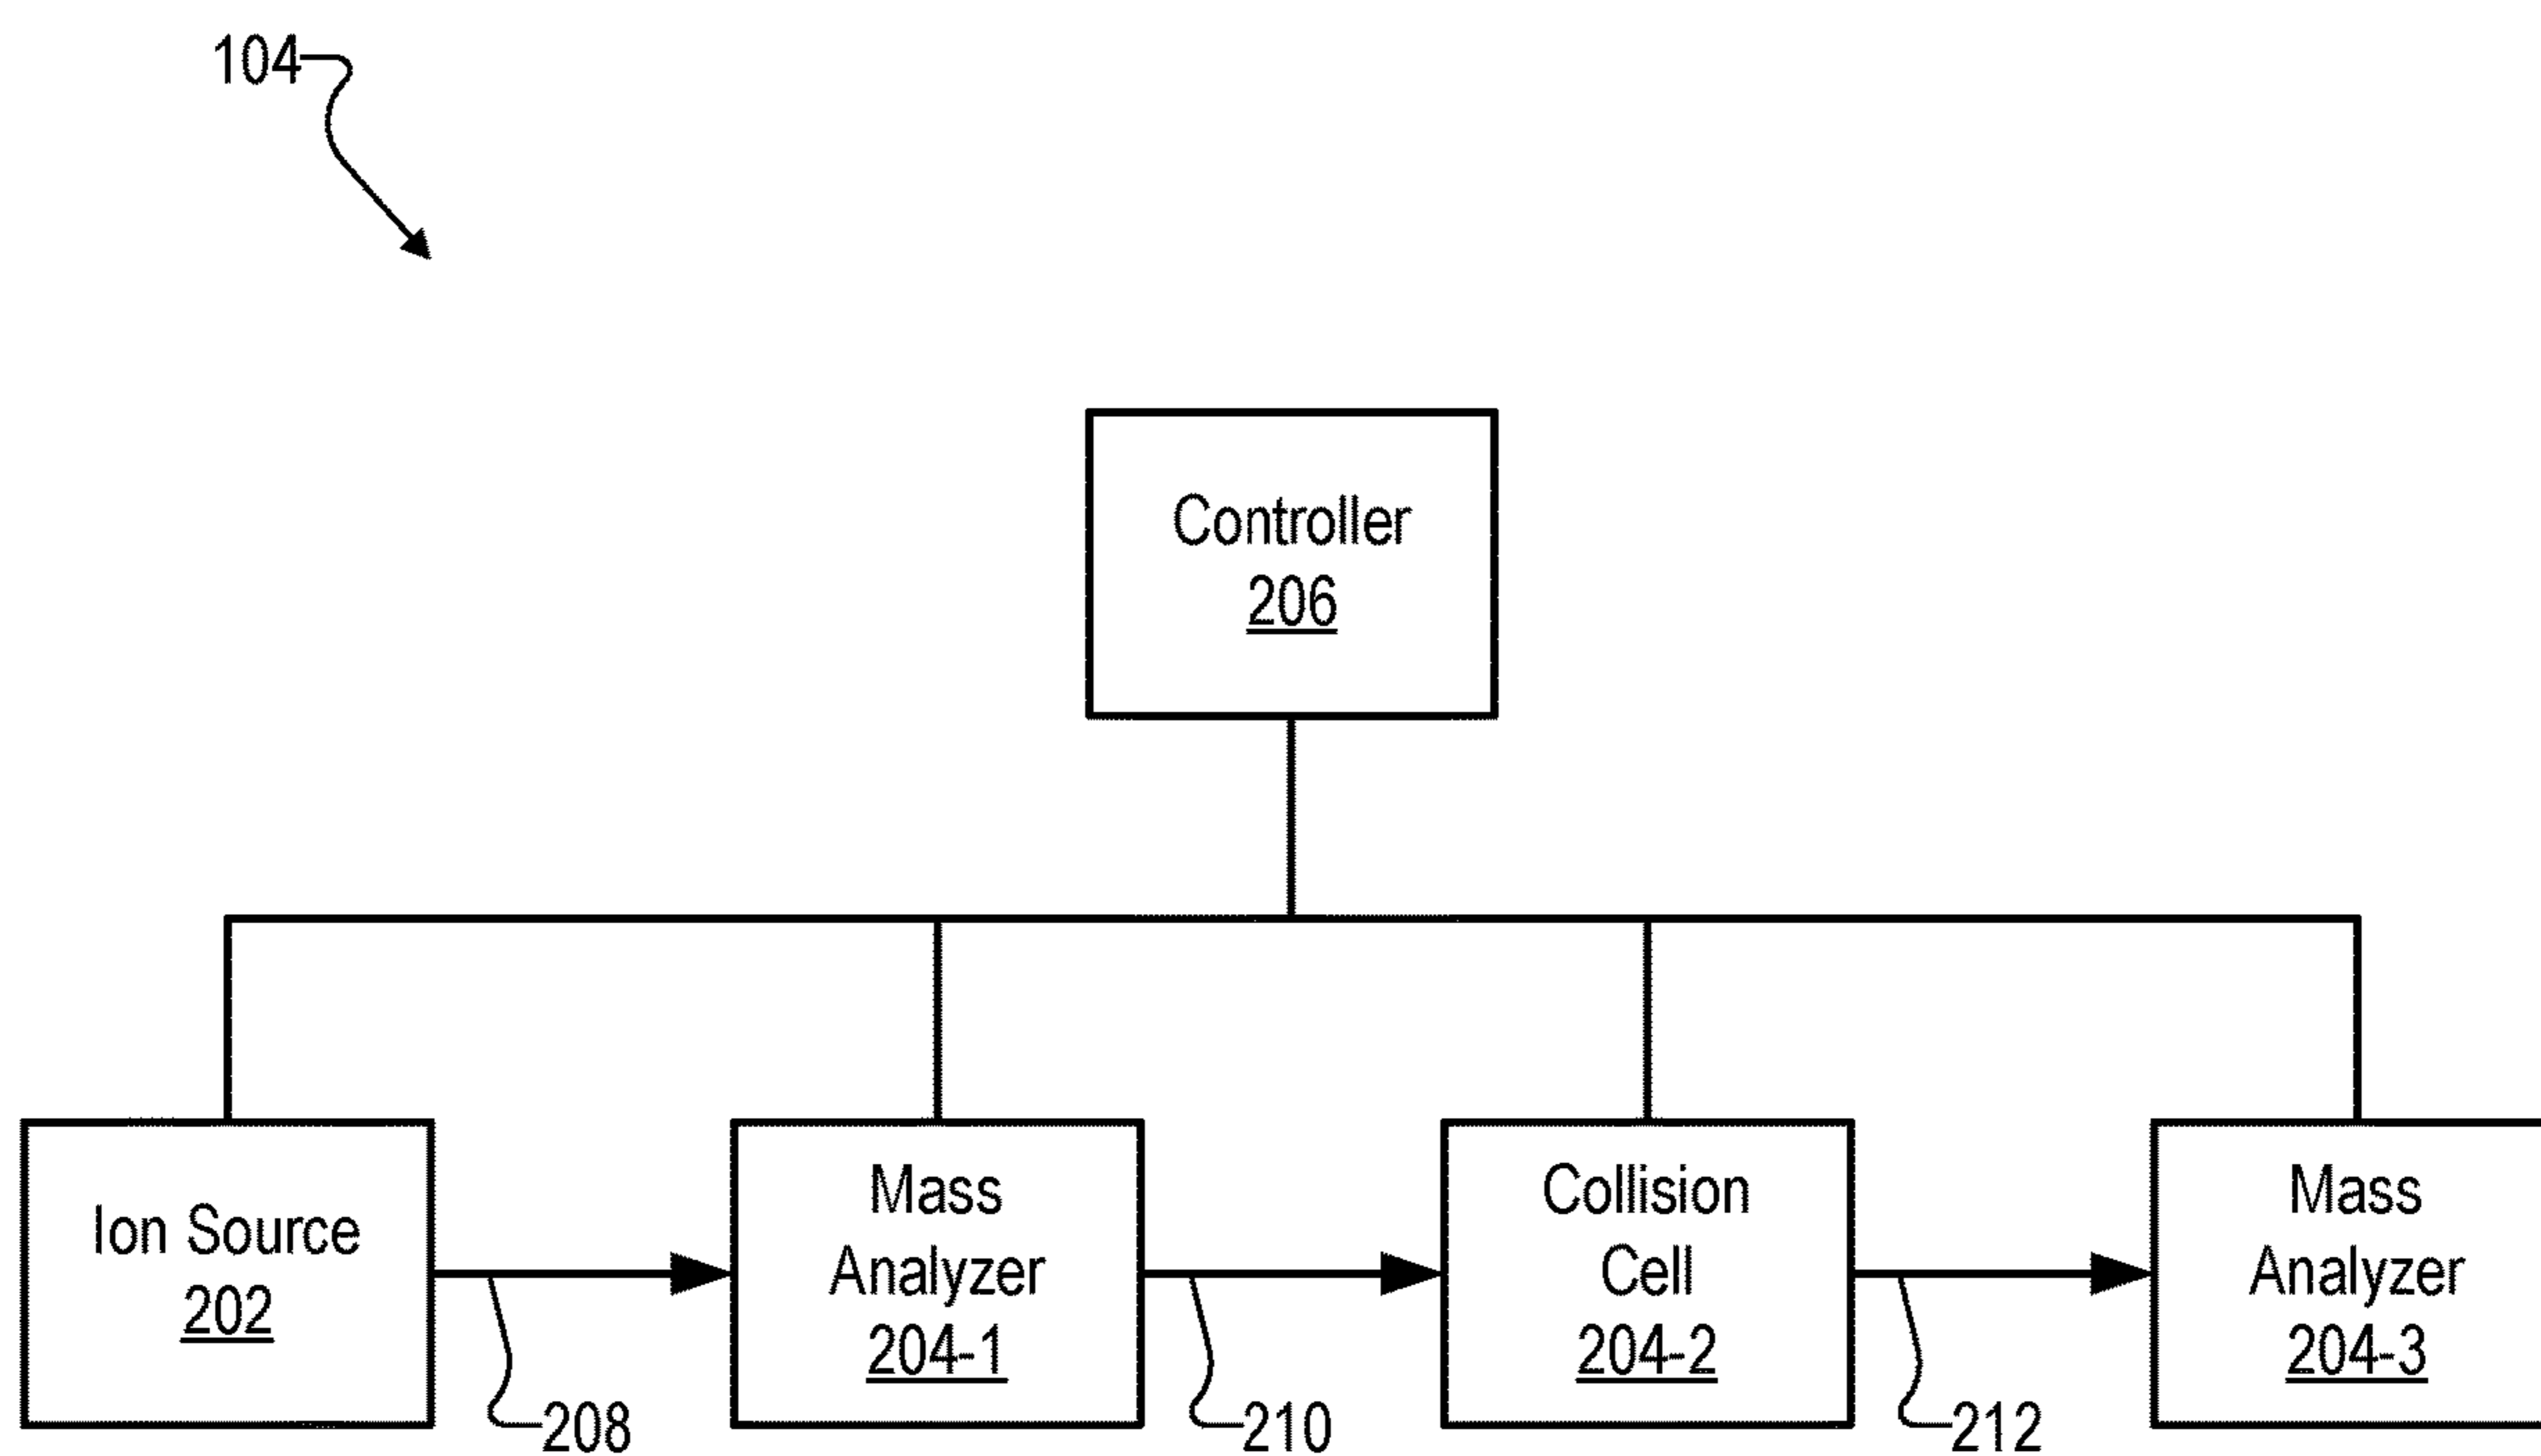 104
Controller
206
Ion Source
202
Mass
Analyzer
204-1
Collision
Cell
204-2
Mass
Analyzer
204-3
208
210
212